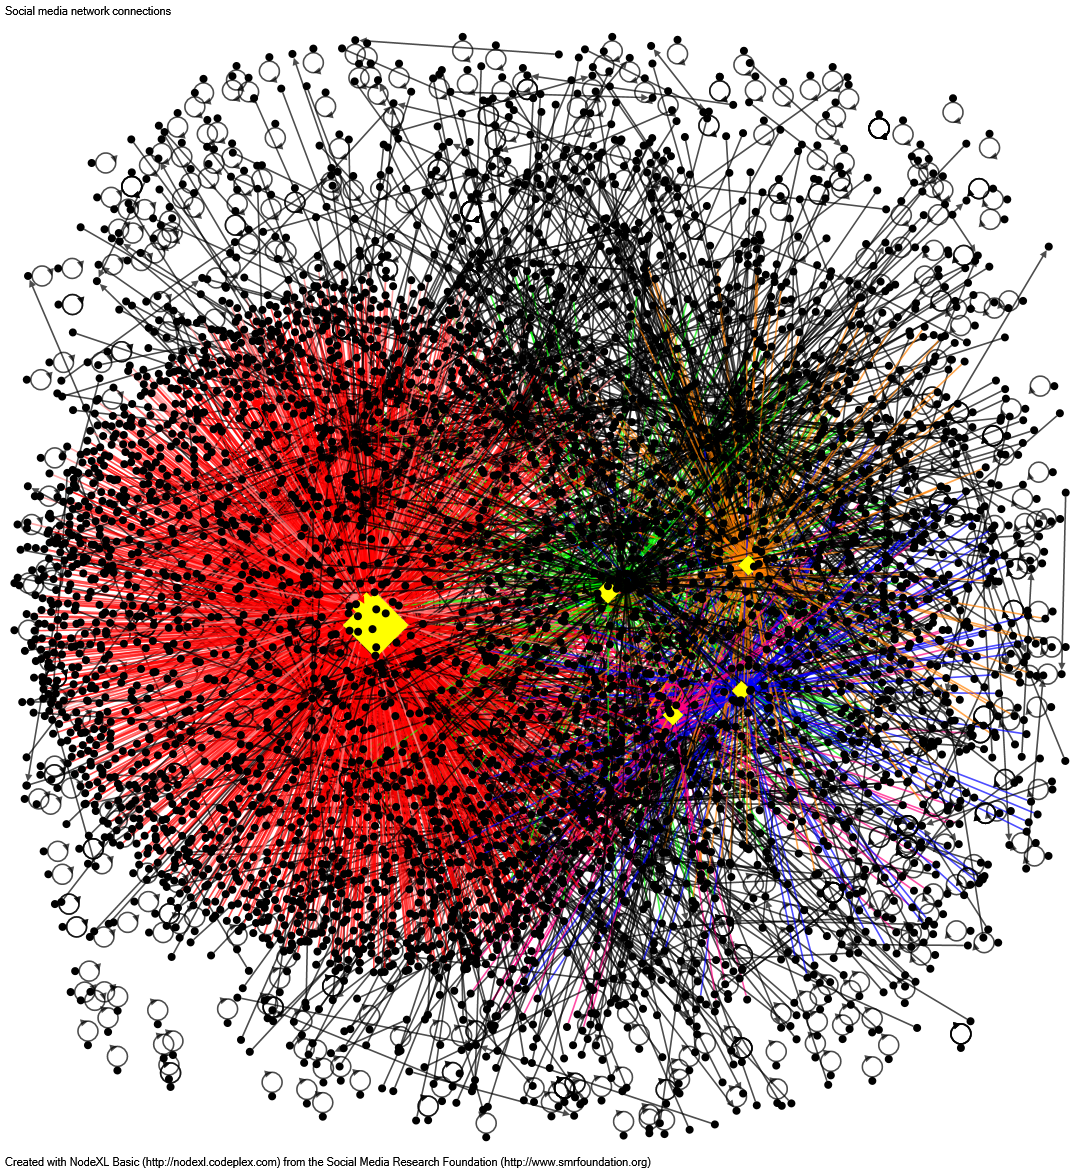 Social media network connections
Created with NodeXL Basic (http://nodexl.codeplex.com) from the Social Media Research Foundation (http://www.smrfoundation.org)